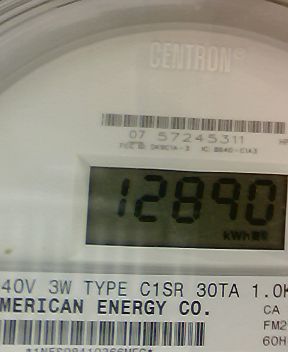 CENTRON
07 57245311
12890
kWh
40V 3W TYPE C1SR 30TA 1.0K
MERICAN ENERGY CO.
CA
FM2
60H